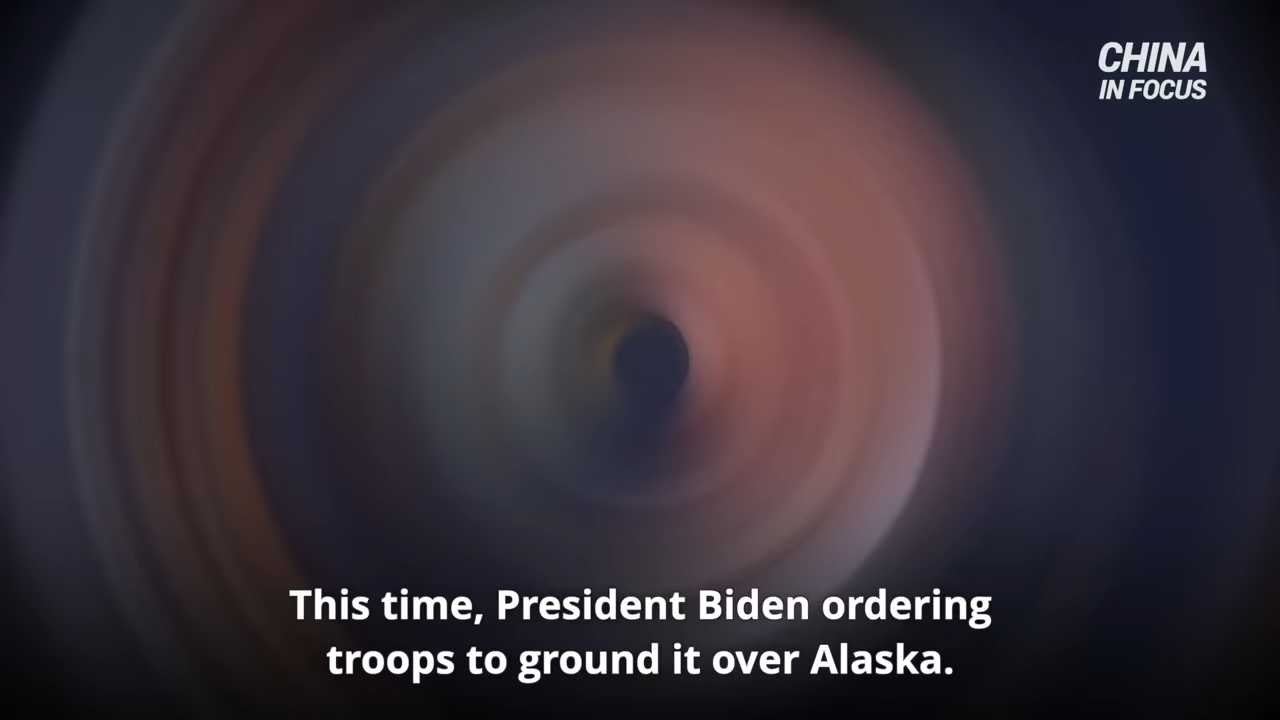 CHINA
IN FOCUS
This time, President Biden ordering
troops to ground it over Alaska.